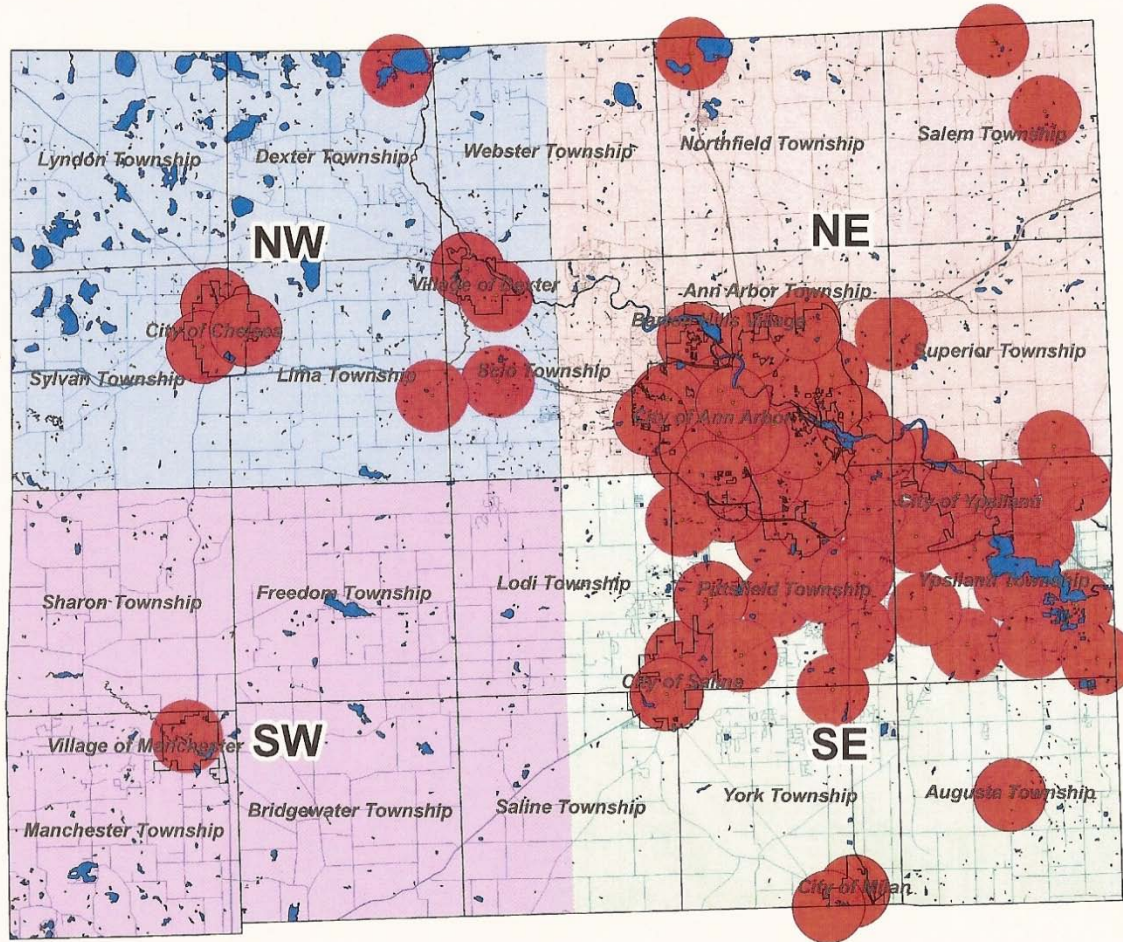 Lyndon Township
Dexter Township
Webster Township
Northfield Township
Salem Township
NW
NE
Village of Dexter
Ann Arbor Township
Barton Hills Village
City of Chelsea
Superior Township
Sylvan Township
Lima Township
Scio Township
City of Ann Arbor
City of Ypsilanti
Sharon Township
Freedom Township
Lodi Township
Pittsfield Township
Ypsilanti Township
City of Saline
Village of Manchester
SW
SE
Manchester Township
Bridgewater Township
Saline Township
York Township
Augusta Township
City of Milan